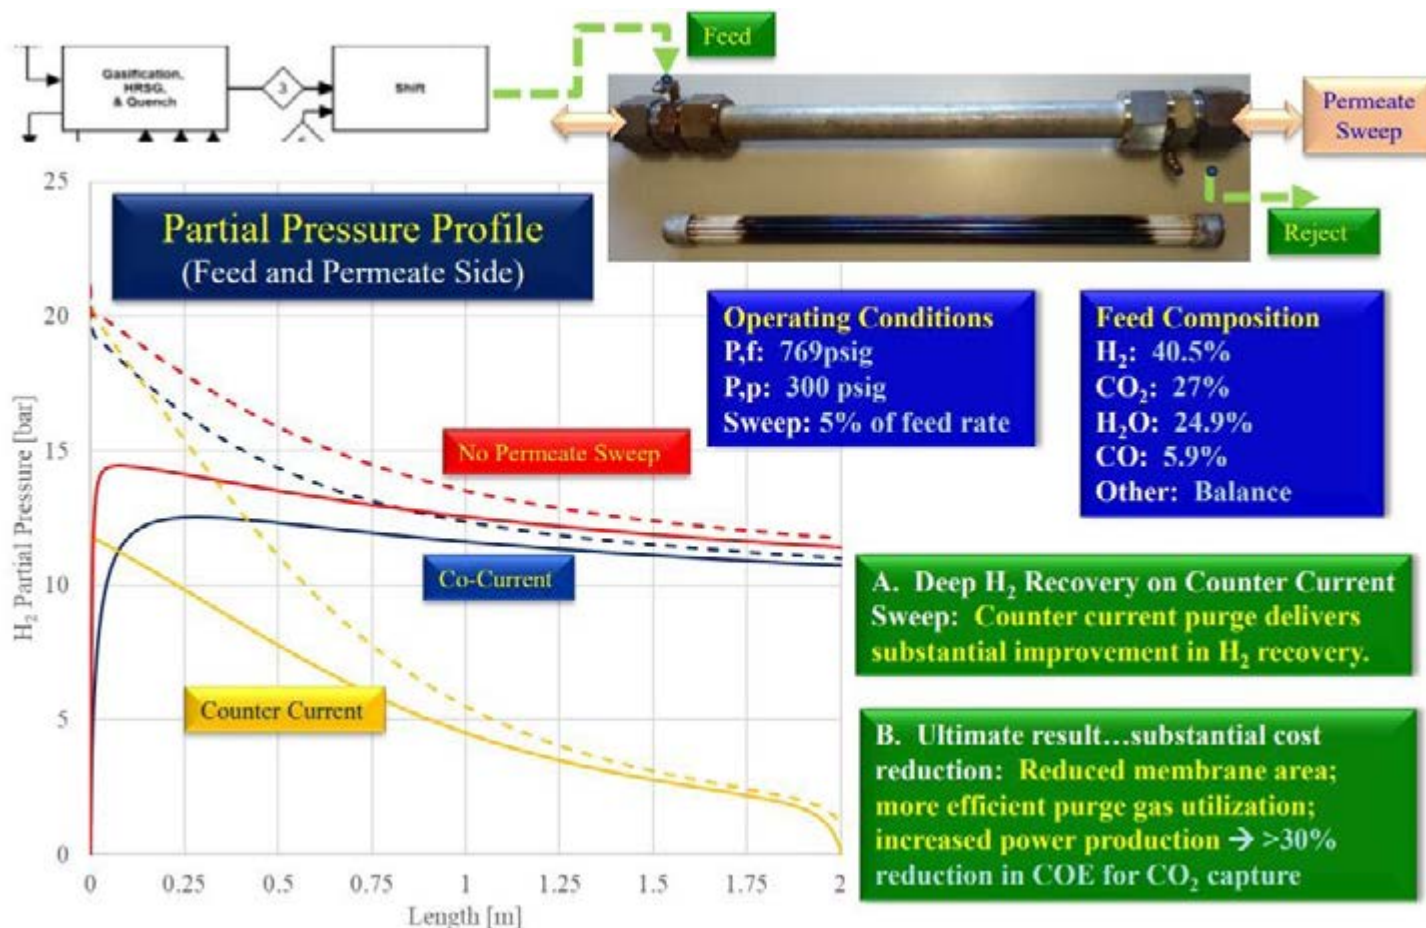 Gasification,
HRSG,
& Quench
3
Shift
Feed
Permeate
Sweep
Reject
Partial Pressure Profile
(Feed and Permeate Side)
Operating Conditions
P,f: 769psig
P,p: 300 psig
Sweep: 5% of feed rate
Feed Composition
H₂: 40.5%
CO₂: 27%
H₂O: 24.9%
CO: 5.9%
Other: Balance
No Permeate Sweep
Co-Current
Counter Current
A. Deep H₂ Recovery on Counter Current
Sweep: Counter current purge delivers
substantial improvement in H₂ recovery.
B. Ultimate result...substantial cost
reduction: Reduced membrane area;
more efficient purge gas utilization;
increased power production → >30%
reduction in COE for CO₂ capture
H₂ Partial Pressure [bar]
25
20
15
10
5
0
0 0.25 0.5 0.75 1 1.25 1.5 1.75 2
Length [m]